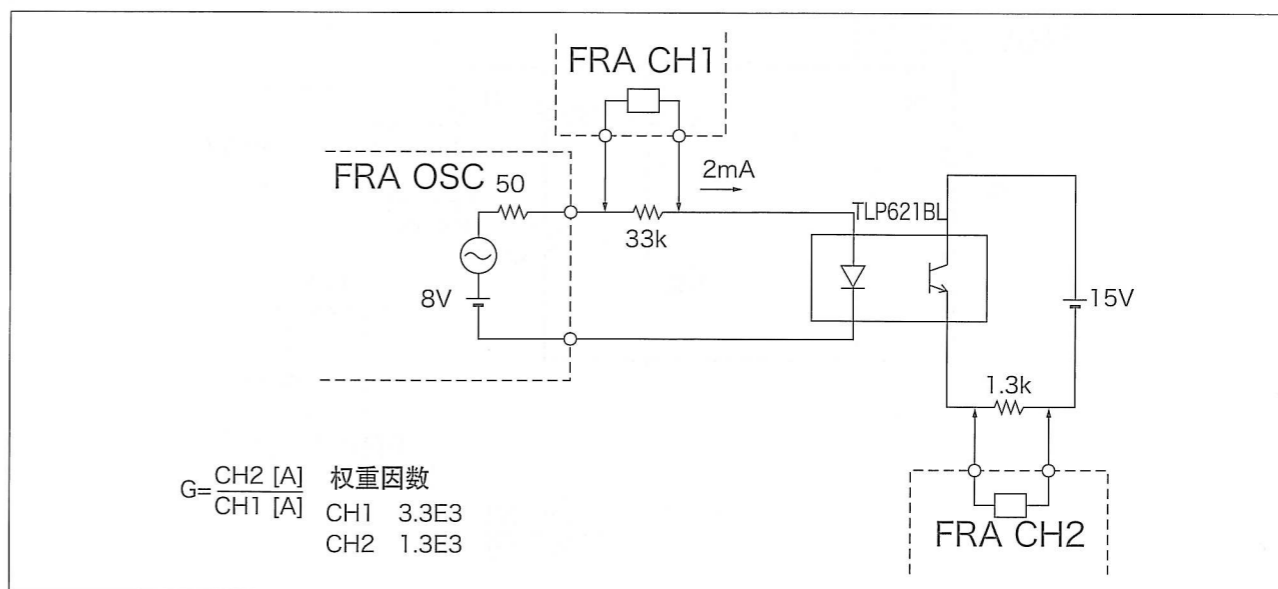 FRA CH1
FRA OSC
50
2mA
33k
TLP621BL
8V
15V
1.3k
G=CH2 [A]/CH1 [A]
权重因数
CH1 3.3E3
CH2 1.3E3
FRA CH2